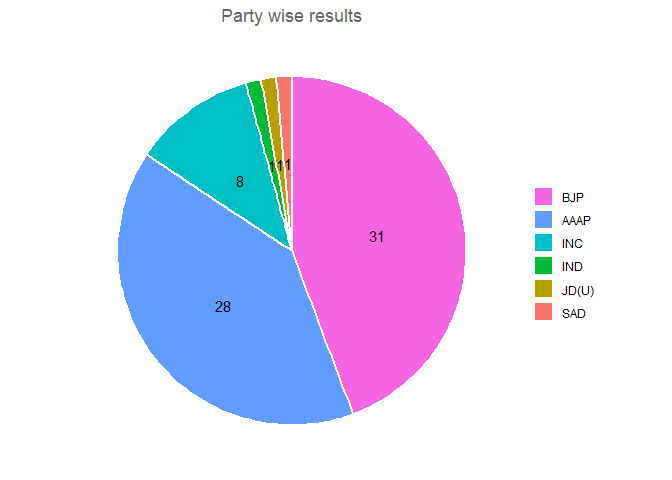 Party wise results
31
28
8
1
1
1
BJP
AAAP
INC
IND
JD(U)
SAD